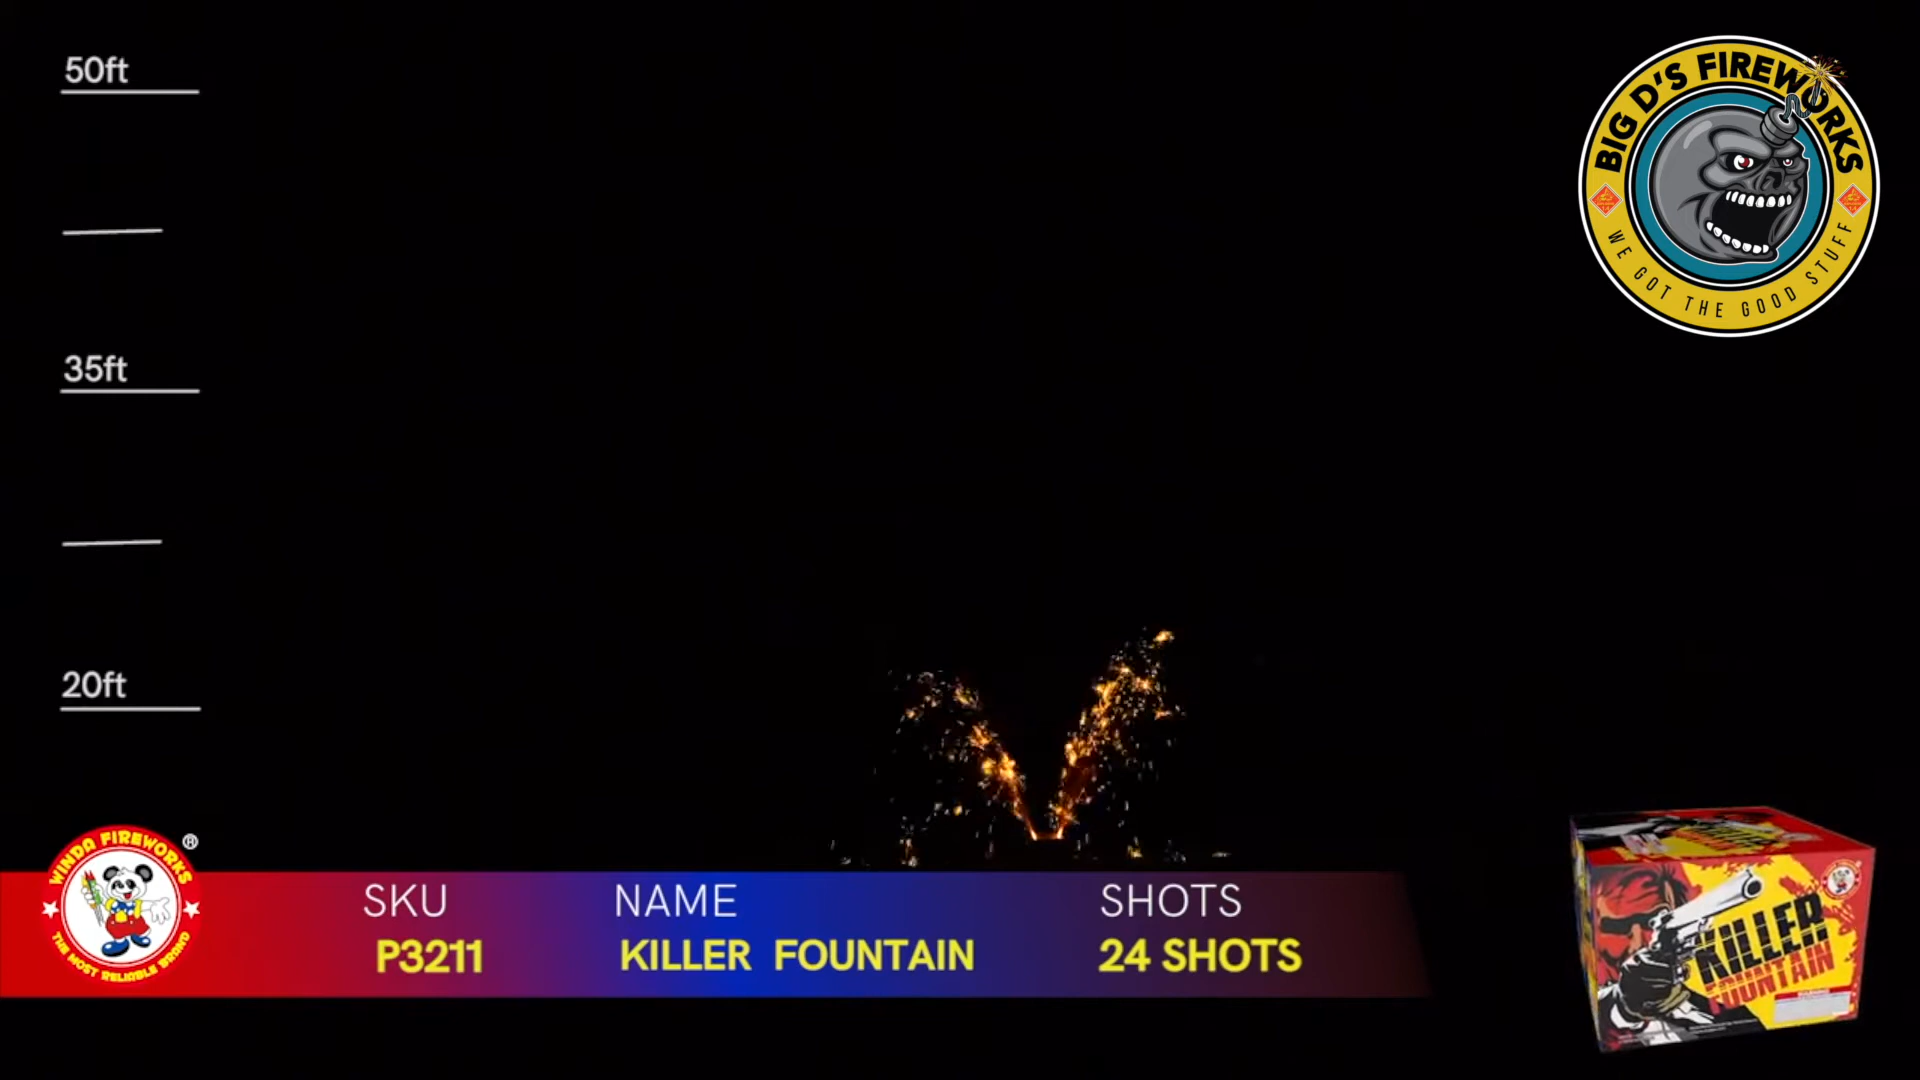 50ft
BIG D'S FIREWORKS
WE GOT THE GOOD STUFF
35ft
20ft
WINDA FIREWORKS ®
THE MOST RELIABLE BRAND
SKU
NAME
SHOTS
P3211
KILLER FOUNTAIN
24 SHOTS
KILLER
FOUNTAIN